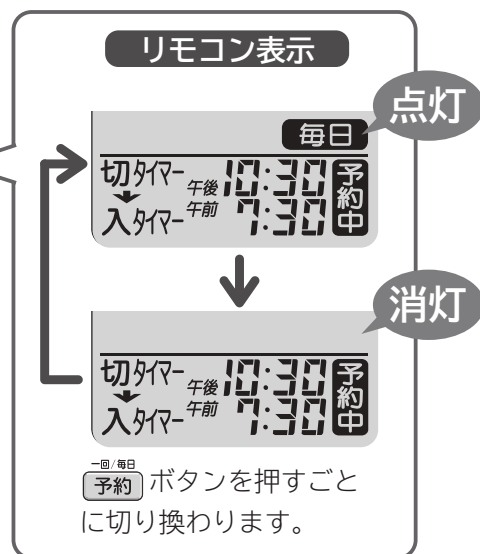 リモコン表示
点灯
毎日
切タイマー 午後 10:30 予約中
入タイマー 午前 7:30
消灯
切タイマー 午後 10:30 予約中
入タイマー 午前 7:30
一回/毎日
予約 ボタンを押すごと
に切り換わります。